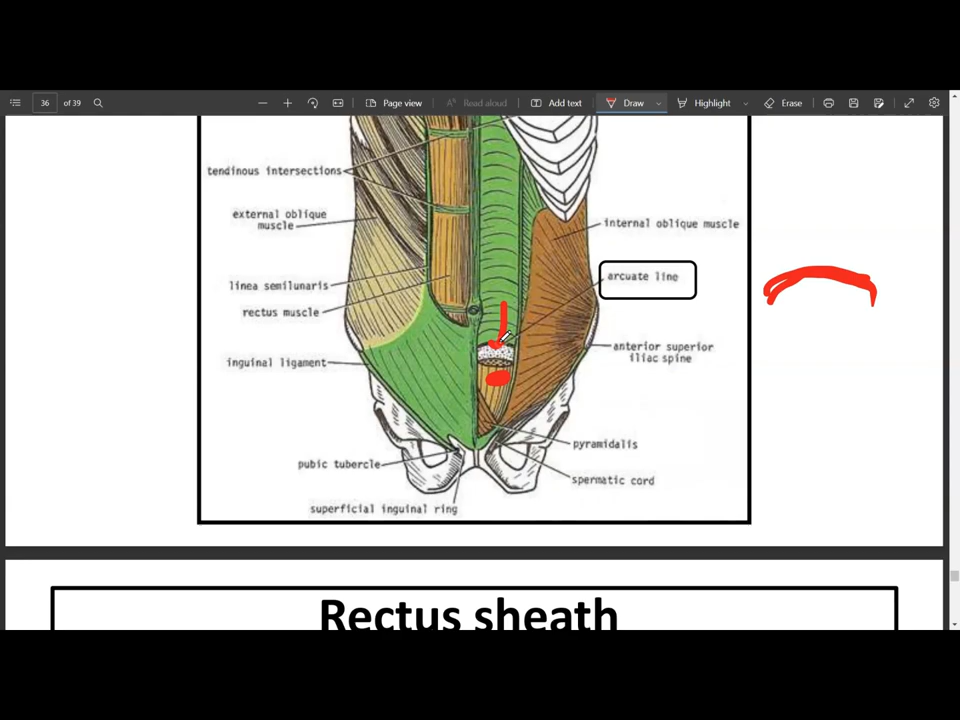 36 of 39 Page view Read aloud Add text Draw Highlight Erase
tendinous intersections
external oblique
muscle
internal oblique muscle
arcuate line
linea semilunaris
rectus muscle
anterior superior
iliac spine
inguinal ligament
pyramidalis
pubic tubercle
spermatic cord
superficial inguinal ring
Rectus sheath